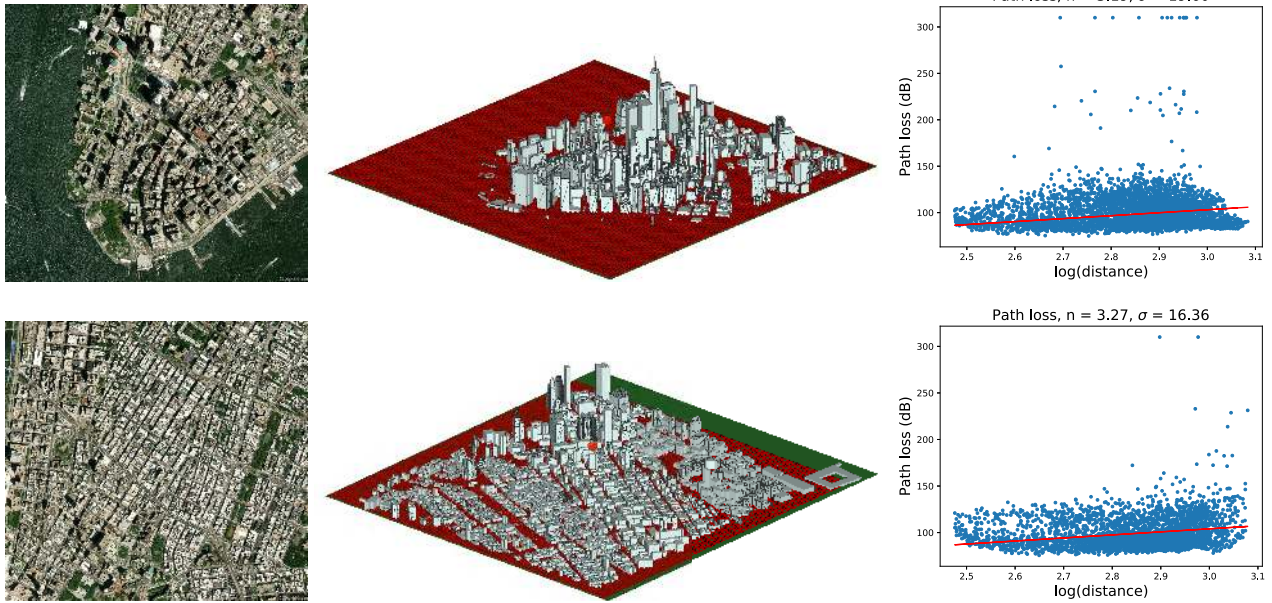 300
250
200
150
100
Path loss (dB)
2.5 2.6 2.7 2.8 2.9 3.0 3.1
log(distance)
Path loss, n = 3.27, σ = 16.36
300
250
200
150
100
Path loss (dB)
2.5 2.6 2.7 2.8 2.9 3.0 3.1
log(distance)